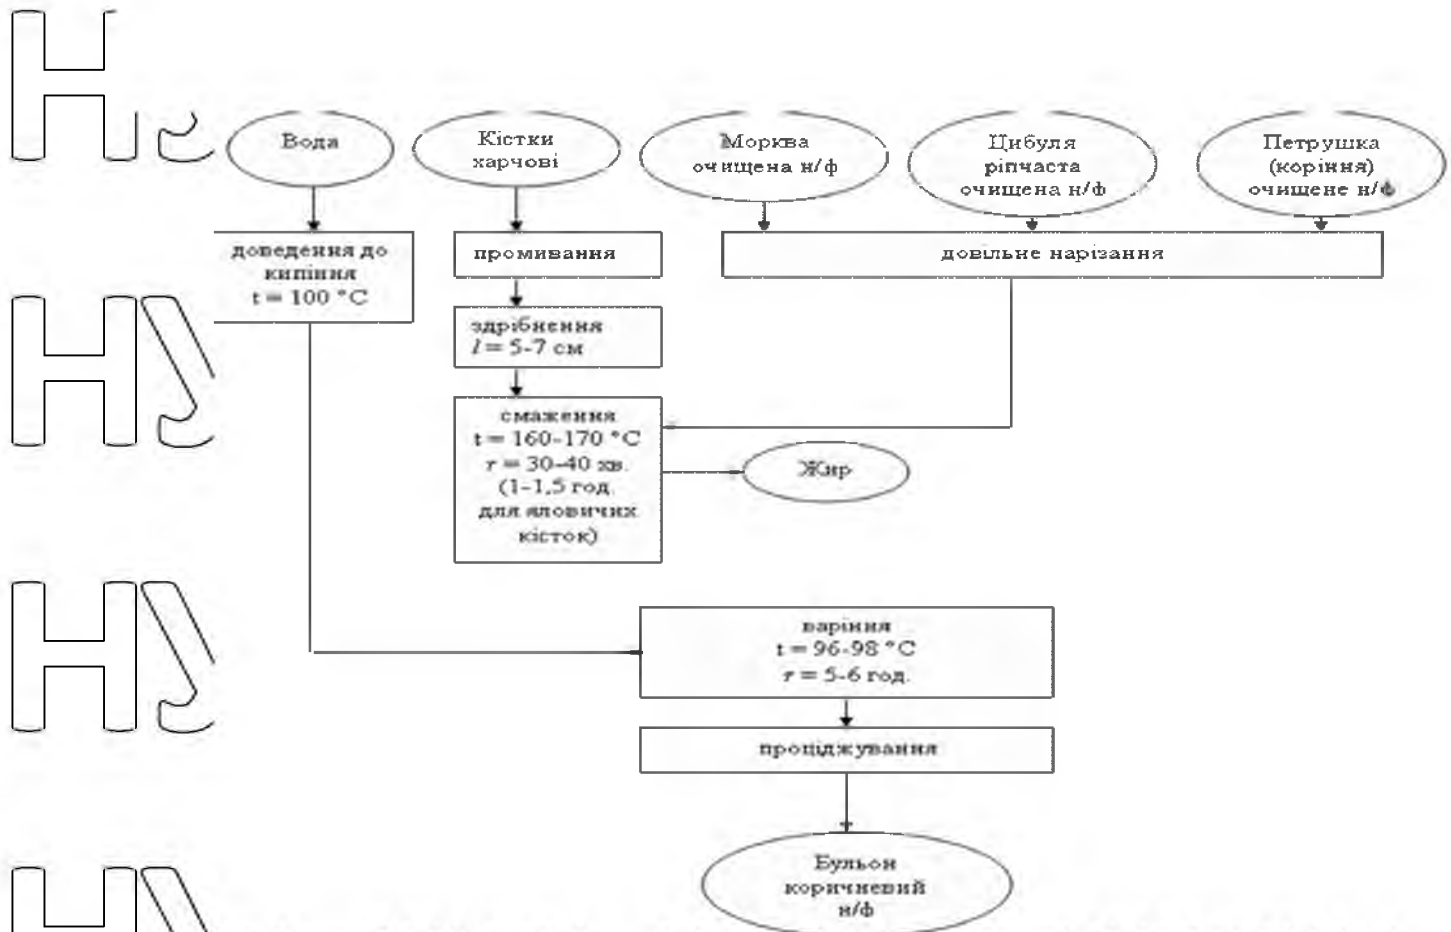 Вода
Кістки
харчові
Морква
очищена н/ф
Цибуля
ріпчаста
очищена н/ф
Петрушка
(коріння)
очищене н/ф
доведення до
кипіння
t = 100 °C
промивання
довільне нарізання
здрібнення
l = 5-7 см
смаження
t = 160-170 °C
τ = 30-40 хв.
(1-1,5 год.
для яловичих
кісток)
Жир
варіння
t = 96-98 °C
τ = 5-6 год.
проціджування
Бульон
коричневий
н/ф
НУ
НУ